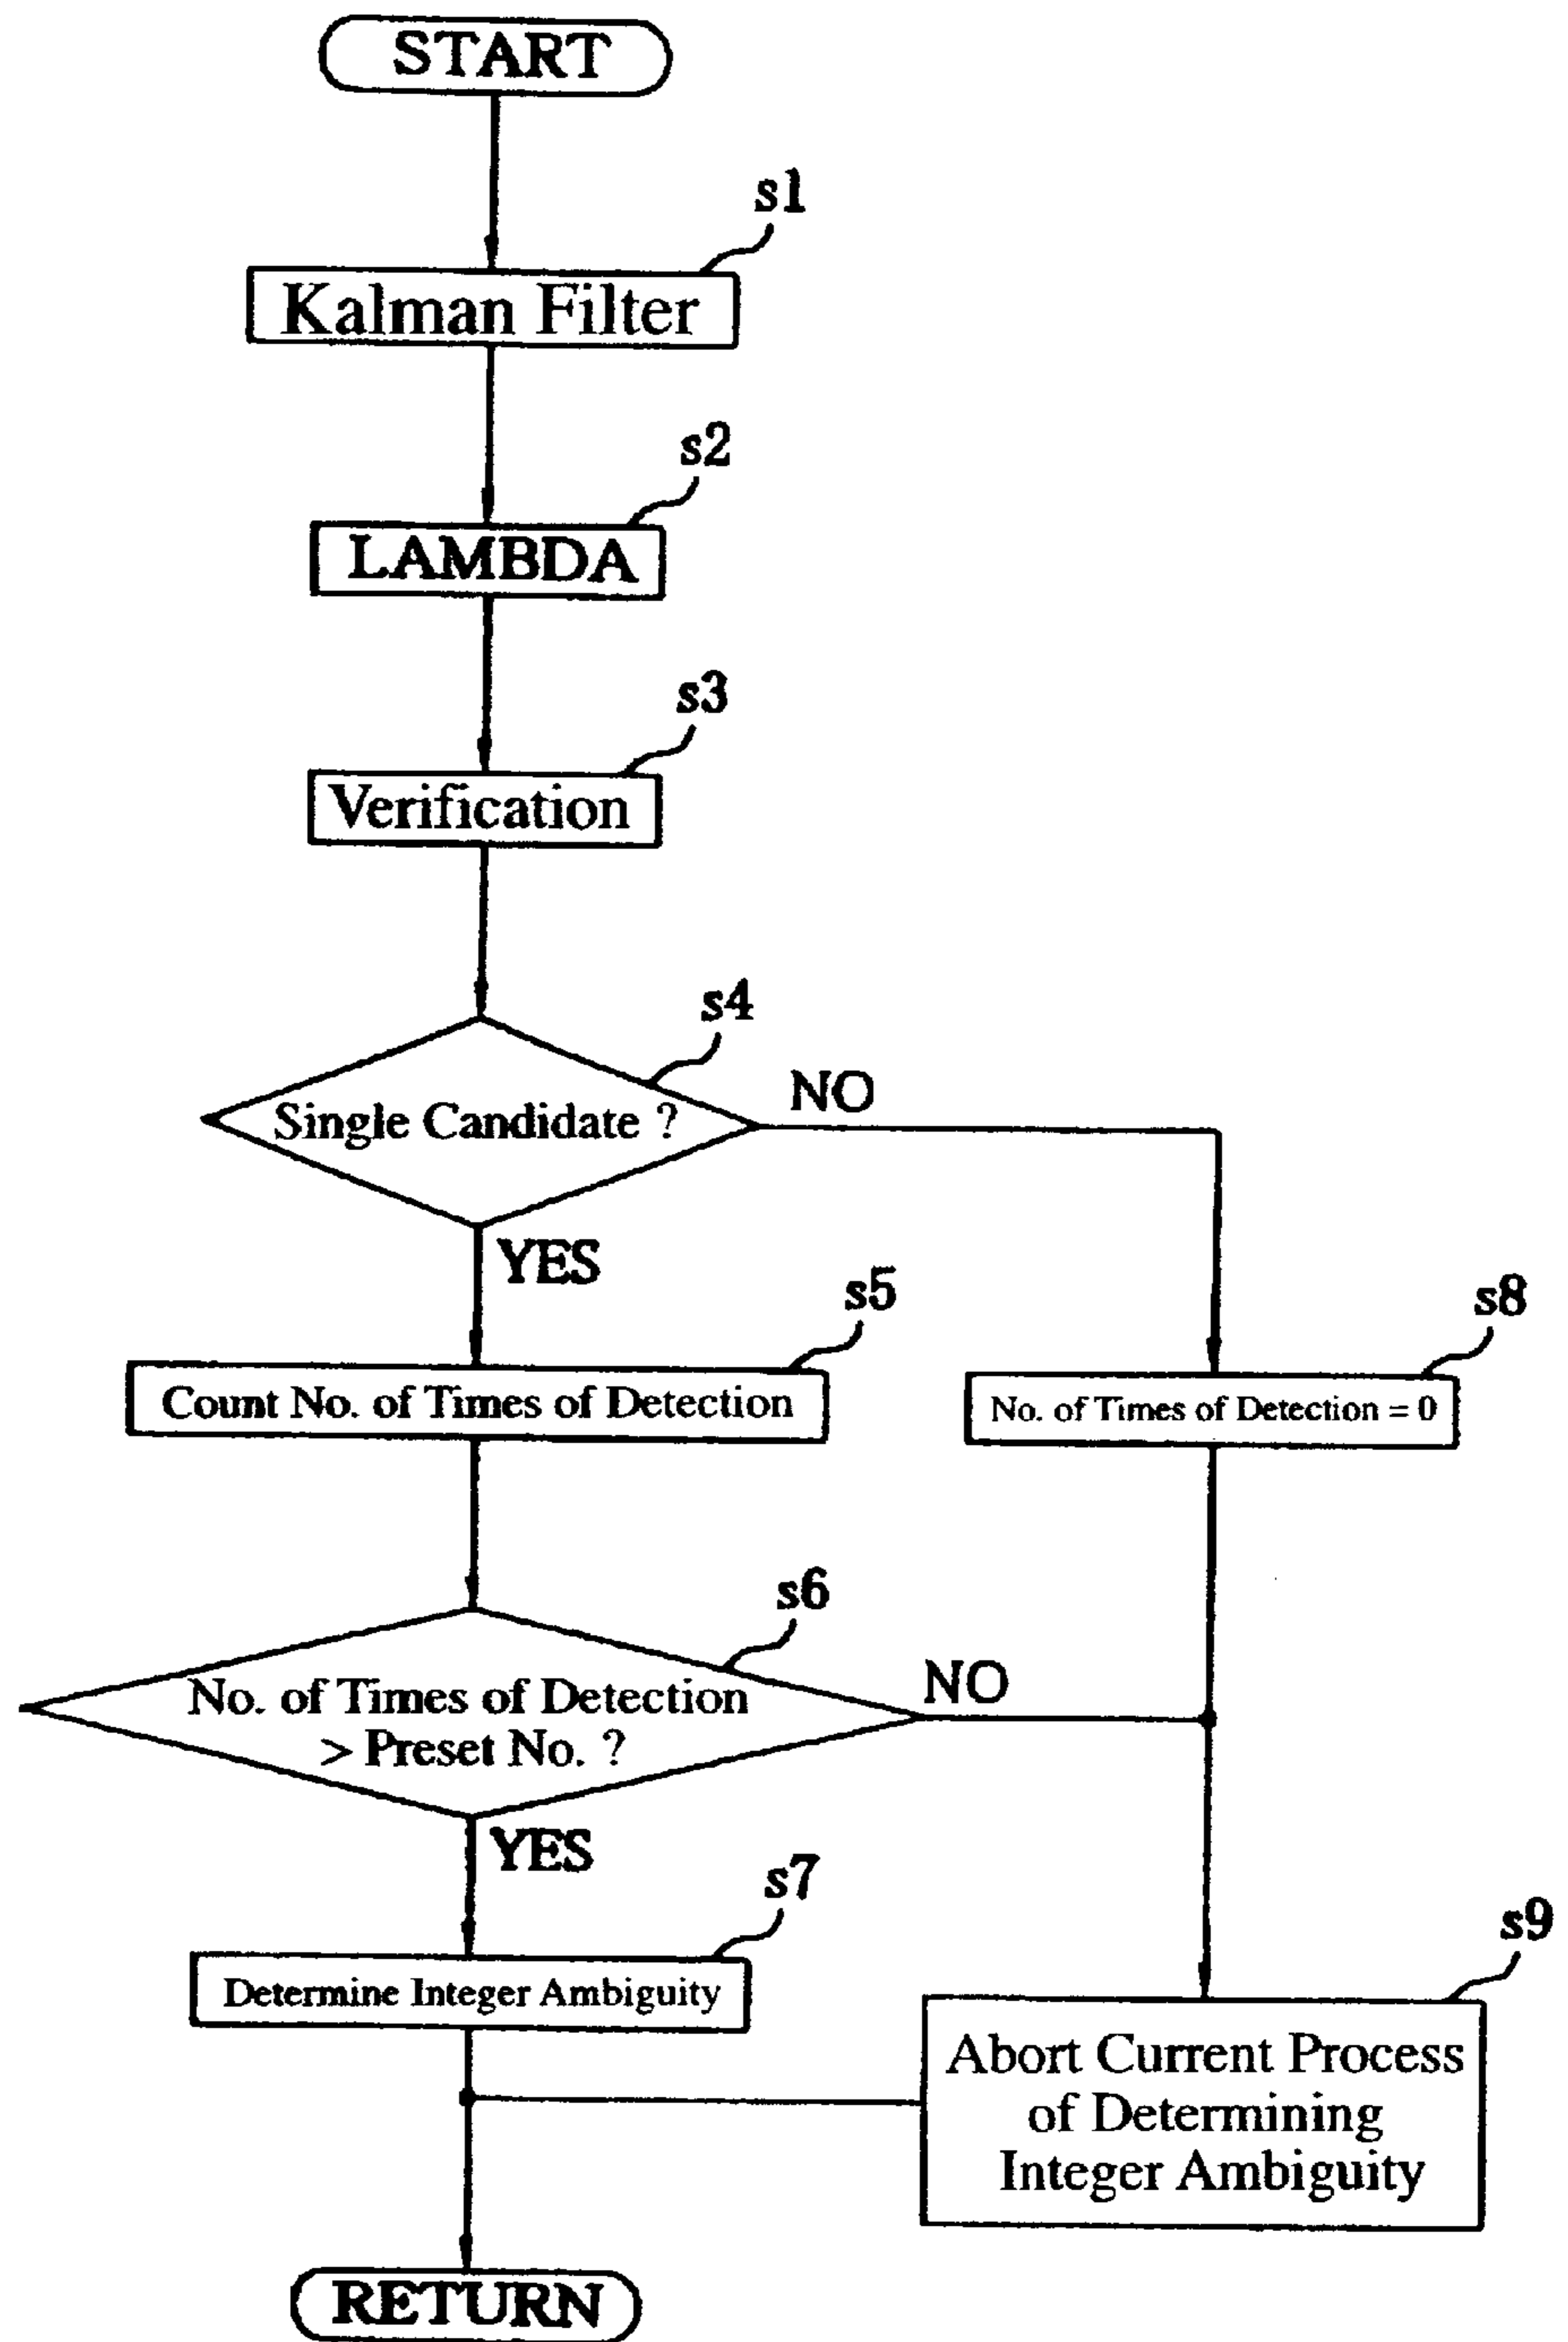 START
s1
Kalman Filter
s2
LAMBDA
s3
Verification
s4
Single Candidate ?
NO
YES
s5
Count No. of Times of Detection
s8
No. of Times of Detection = 0
s6
No. of Times of Detection
> Preset No. ?
NO
YES
s7
Determine Integer Ambiguity
s9
Abort Current Process
of Determining
Integer Ambiguity
RETURN